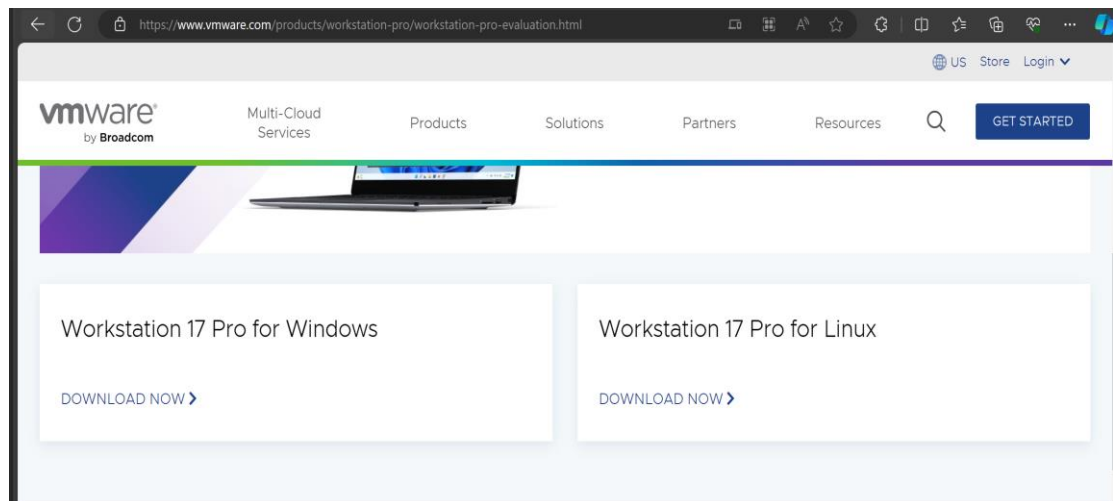 https://www.vmware.com/products/workstation-pro/workstation-pro-evaluation.html
US Store Login
vmware®
by Broadcom
Multi-Cloud
Services
Products
Solutions
Partners
Resources
GET STARTED
Workstation 17 Pro for Windows
DOWNLOAD NOW
Workstation 17 Pro for Linux
DOWNLOAD NOW